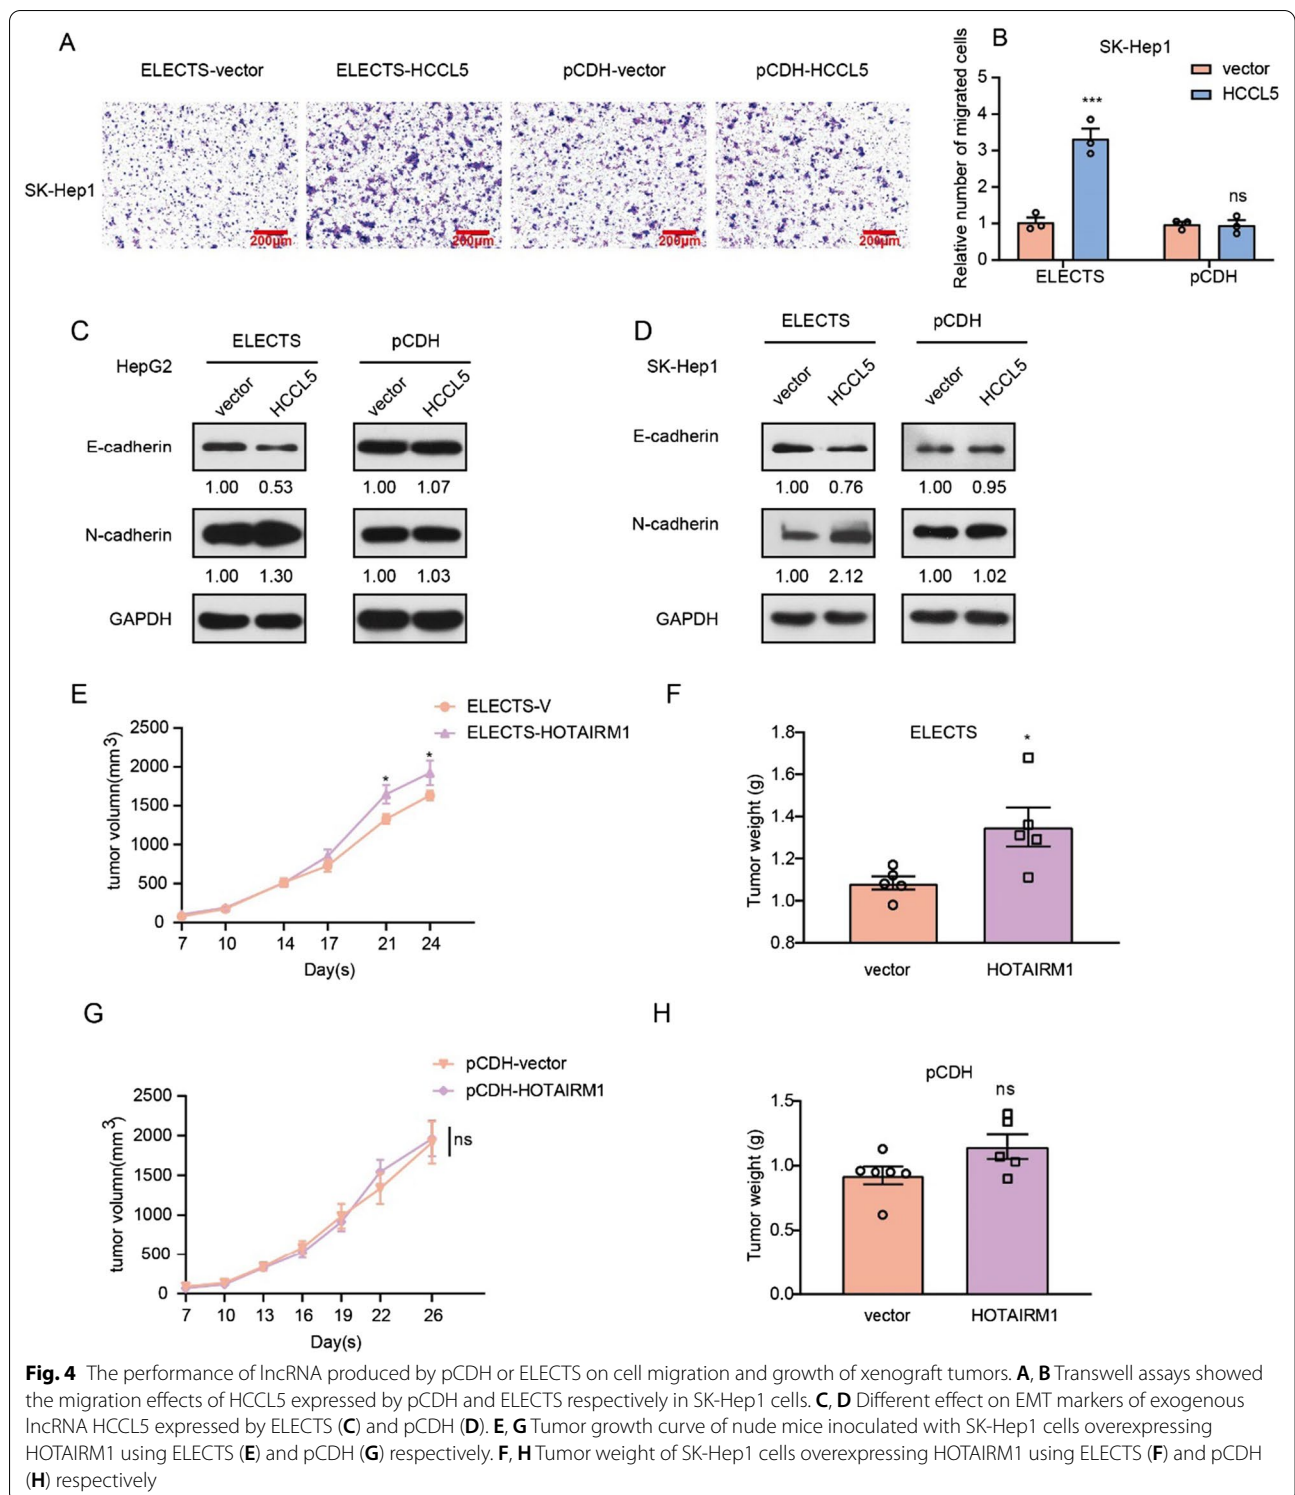 A
ELECTS-vector
ELECTS-HCCL5
pCDH-vector
pCDH-HCCL5
SK-Hep1
200μm
200μm
200μm
200μm
B
SK-Hep1
vector
HCCL5
Relative number of migrated cells
5
4
3
2
1
0
***
ns
ELECTS
pCDH
C
HepG2
ELECTS
pCDH
vector
HCCL5
vector
HCCL5
E-cadherin
1.00 0.53 1.00 1.07
N-cadherin
1.00 1.30 1.00 1.03
GAPDH
D
SK-Hep1
ELECTS
pCDH
vector
HCCL5
vector
HCCL5
E-cadherin
1.00 0.76 1.00 0.95
N-cadherin
1.00 2.12 1.00 1.02
GAPDH
E
ELECTS-V
ELECTS-HOTAIRM1
tumor volumn(mm3)
2500
2000
1500
1000
500
0
* *
7 10 14 17 21 24
Day(s)
F
ELECTS
*
Tumor weight (g)
1.8
1.6
1.4
1.2
1.0
0.8
vector HOTAIRM1
G
pCDH-vector
pCDH-HOTAIRM1
tumor volumn(mm3)
2500
2000
1500
1000
500
0
ns
7 10 13 16 19 22 26
Day(s)
H
pCDH
ns
Tumor weight (g)
1.5
1.0
0.5
0.0
vector HOTAIRM1
Fig. 4 The performance of lncRNA produced by pCDH or ELECTS on cell migration and growth of xenograft tumors. A, B Transwell assays showed
the migration effects of HCCL5 expressed by pCDH and ELECTS respectively in SK-Hep1 cells. C, D Different effect on EMT markers of exogenous
lncRNA HCCL5 expressed by ELECTS (C) and pCDH (D). E, G Tumor growth curve of nude mice inoculated with SK-Hep1 cells overexpressing
HOTAIRM1 using ELECTS (E) and pCDH (G) respectively. F, H Tumor weight of SK-Hep1 cells overexpressing HOTAIRM1 using ELECTS (F) and pCDH
(H) respectively